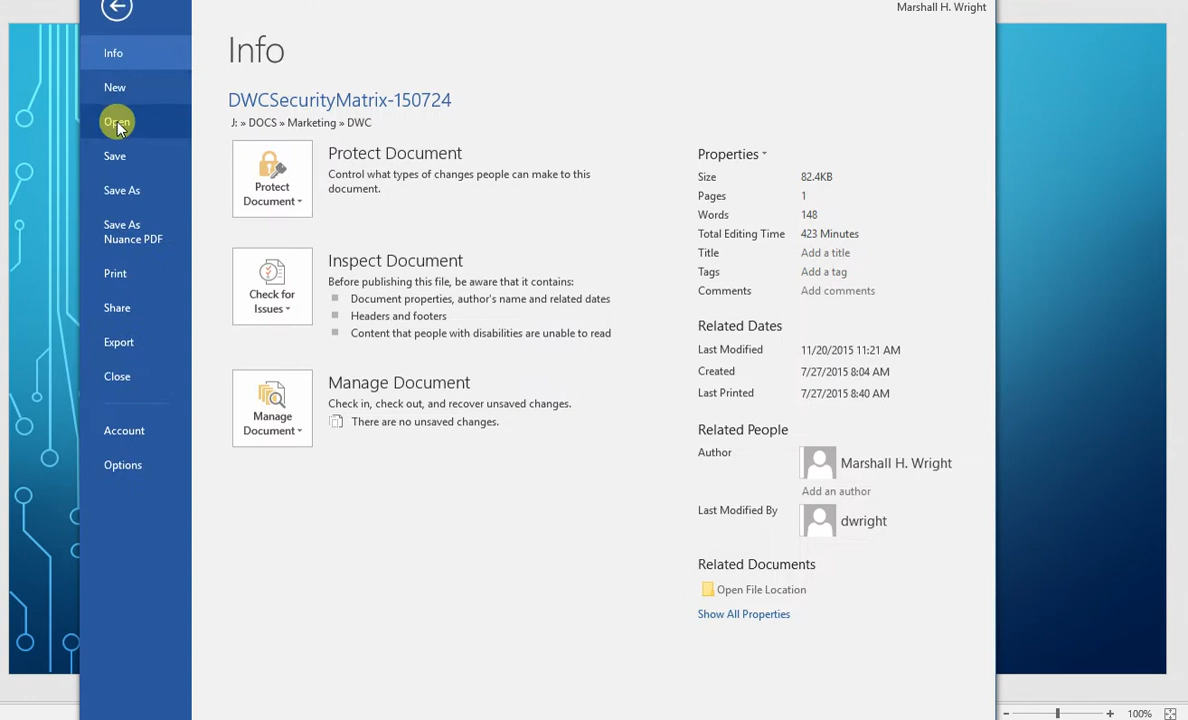 Marshall H. Wright
Info
New
Open
Save
Save As
Save As
Nuance PDF
Print
Share
Export
Close
Account
Options
Info
DWCSecurityMatrix-150724
J: » DOCS » Marketing » DWC
Protect
Document
Protect Document
Control what types of changes people can make to this
document.
Check for
Issues
Inspect Document
Before publishing this file, be aware that it contains:
Document properties, author's name and related dates
Headers and footers
Content that people with disabilities are unable to read
Manage
Document
Manage Document
Check in, check out, and recover unsaved changes.
There are no unsaved changes.
Properties
Size 82.4KB
Pages 1
Words 148
Total Editing Time 423 Minutes
Title Add a title
Tags Add a tag
Comments Add comments
Related Dates
Last Modified 11/20/2015 11:21 AM
Created 7/27/2015 8:04 AM
Last Printed 7/27/2015 8:40 AM
Related People
Author Marshall H. Wright
Add an author
Last Modified By dwright
Related Documents
Open File Location
Show All Properties
100%